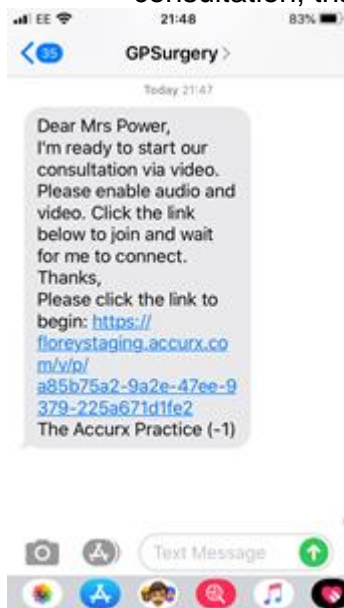 consultation, the
EE 21:48 83%
35 GPSurgery >
Today 21:47
Dear Mrs Power,
I'm ready to start our
consultation via video.
Please enable audio and
video. Click the link
below to join and wait
for me to connect.
Thanks,
Please click the link to
begin: https://
floreystaging.accurx.co
m/v/p/
a85b75a2-9a2e-47ee-9
379-225a671d1fe2
The Accurx Practice (-1)
Text Message